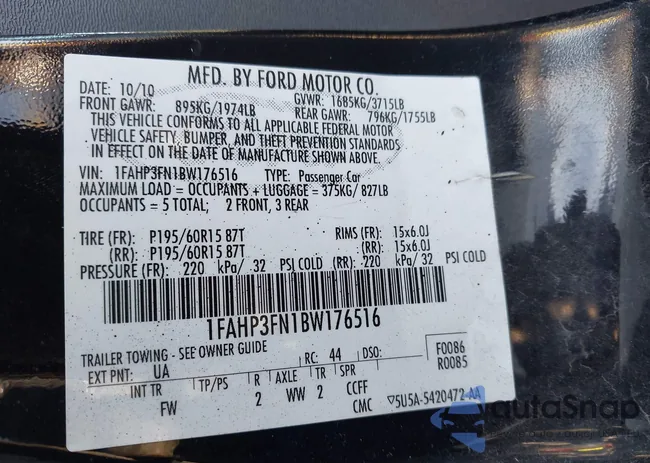 MFD. BY FORD MOTOR CO.
DATE: 10/10 GVWR: 1685KG/3715LB
FRONT GAWR: 895KG/1974LB REAR GAWR: 796KG/1755LB
THIS VEHICLE CONFORMS TO ALL APPLICABLE FEDERAL MOTOR
VEHICLE SAFETY, BUMPER, AND THEFT PREVENTION STANDARDS
IN EFFECT ON THE DATE OF MANUFACTURE SHOWN ABOVE.
VIN: 1FAHP3FN1BW176516 TYPE: Passenger Car
MAXIMUM LOAD = OCCUPANTS + LUGGAGE = 375KG/ 827LB
OCCUPANTS = 5 TOTAL; 2 FRONT, 3 REAR
TIRE (FR): P195/60R15 87T RIMS (FR): 15x6.0J
(RR): P195/60R15 87T (RR): 15x6.0J
PRESSURE (FR): 220 kPa/ 32 PSI COLD (RR): 220 kPa/ 32 PSI COLD
1FAHP3FN1BW176516
TRAILER TOWING - SEE OWNER GUIDE
F0086
R0085
EXT PNT: UA RC: 44 DSO:
INT TR TP/PS R AXLE TR SPR
FW 2 WW 2 CCFF
CMC 5U5A-5420472-AA
autaSnap